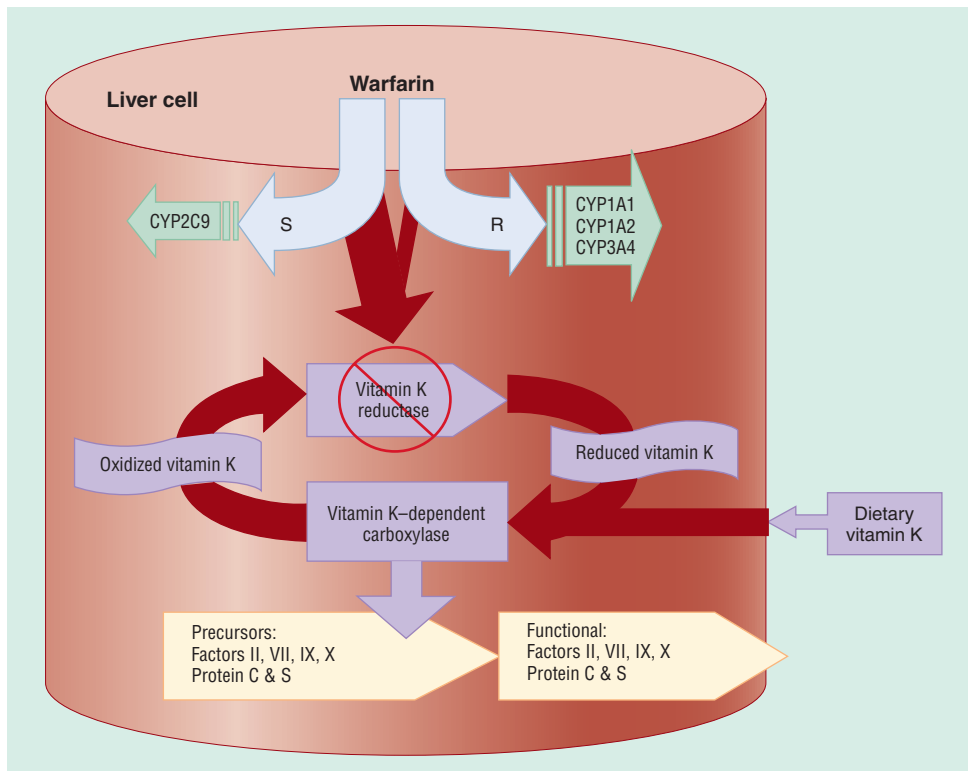 Warfarin
Liver cell
CYP2C9
S
R
CYP1A1
CYP1A2
CYP3A4
Vitamin K
reductase
Oxidized vitamin K
Reduced vitamin K
Vitamin K–dependent
carboxylase
Dietary
vitamin K
Precursors:
Factors II, VII, IX, X
Protein C & S
Functional:
Factors II, VII, IX, X
Protein C & S